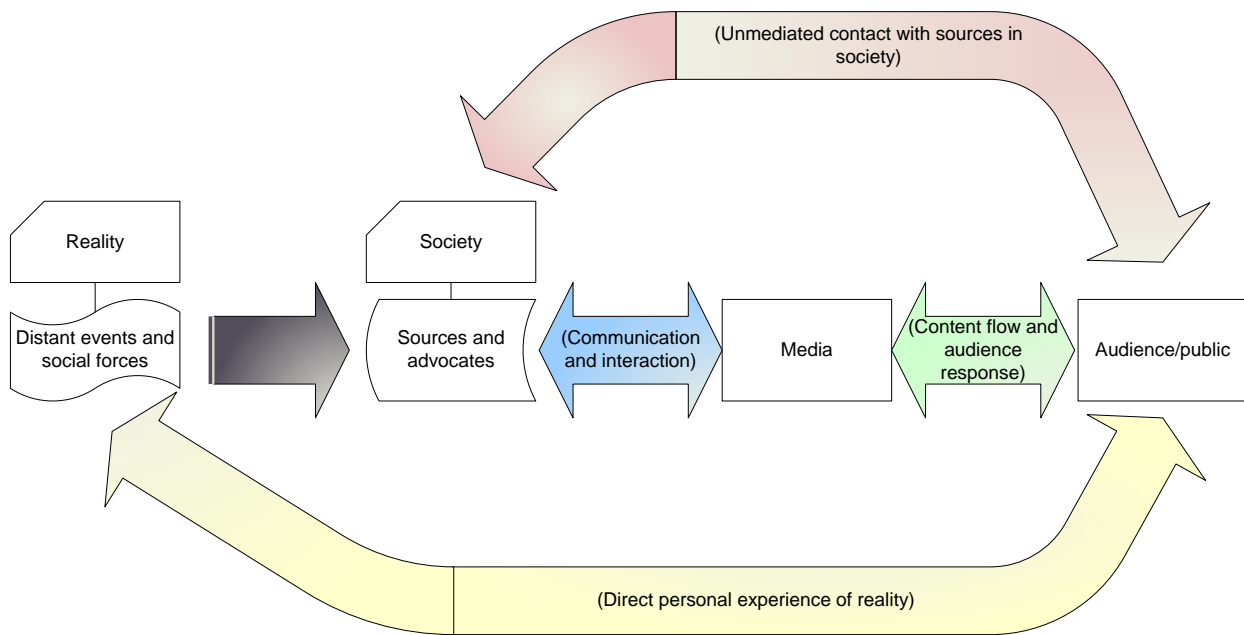 (Unmediated contact with sources in
society)
Reality
Society
Distant events and
social forces
Sources and
advocates
(Communication
and interaction)
Media
(Content flow and
audience
response)
Audience/public
(Direct personal experience of reality)